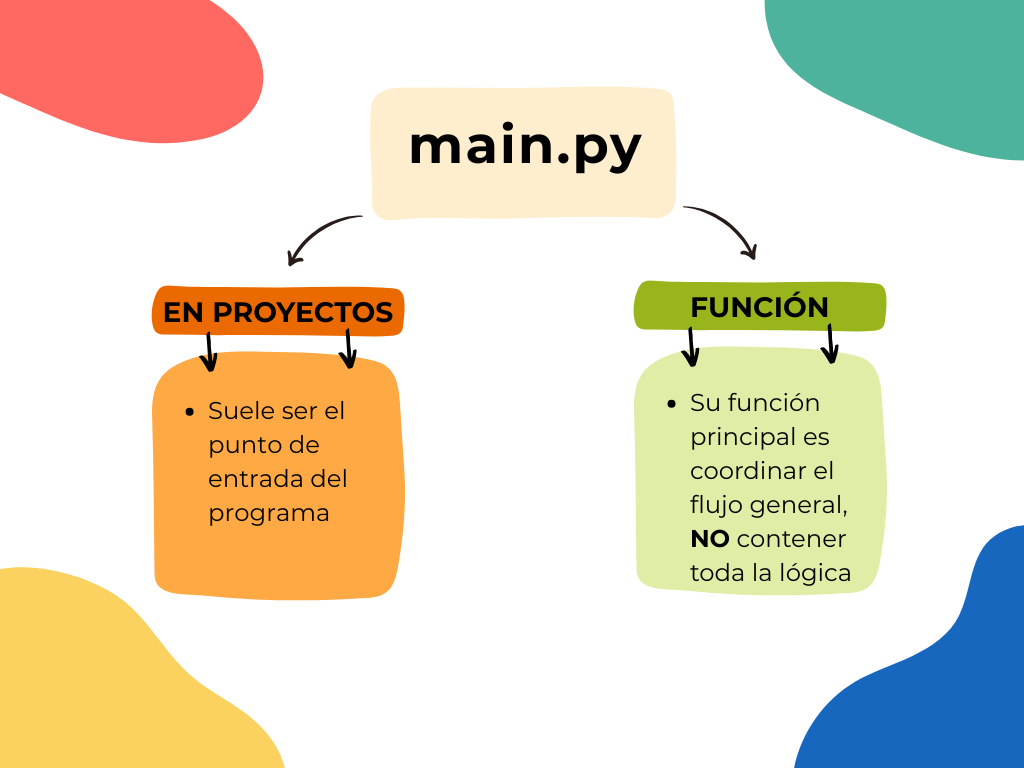 main.py
EN PROYECTOS
• Suele ser el
punto de
entrada del
programa
FUNCIÓN
• Su función
principal es
coordinar el
flujo general,
NO contener
toda la lógica